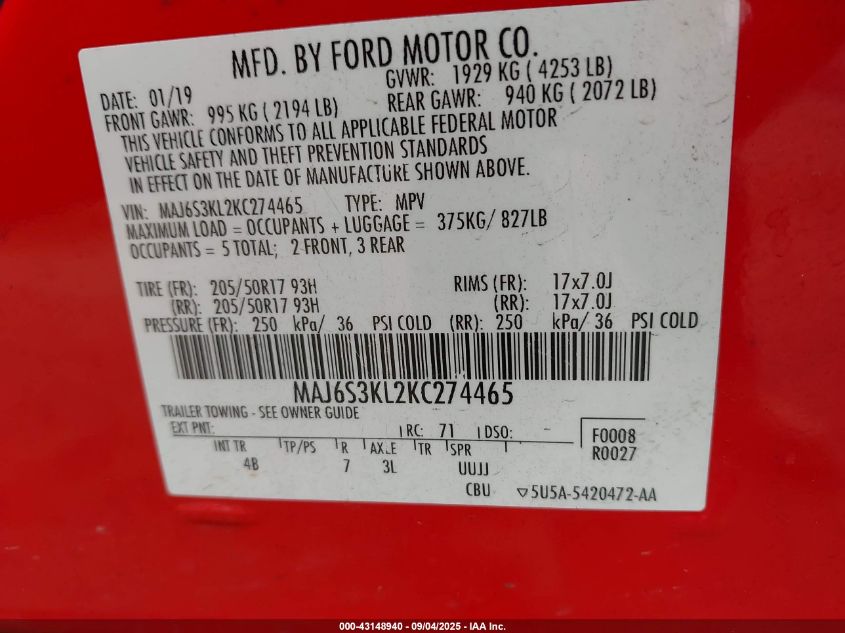 MFD. BY FORD MOTOR CO.
DATE: 01/19 GVWR: 1929 KG ( 4253 LB)
FRONT GAWR: 995 KG ( 2194 LB) REAR GAWR: 940 KG ( 2072 LB)
THIS VEHICLE CONFORMS TO ALL APPLICABLE FEDERAL MOTOR
VEHICLE SAFETY AND THEFT PREVENTION STANDARDS
IN EFFECT ON THE DATE OF MANUFACTURE SHOWN ABOVE.
VIN: MAJ6S3KL2KC274465 TYPE: MPV
MAXIMUM LOAD = OCCUPANTS + LUGGAGE = 375KG/ 827LB
OCCUPANTS = 5 TOTAL; 2 FRONT, 3 REAR
TIRE (FR): 205/50R17 93H RIMS (FR): 17x7.0J
(RR): 205/50R17 93H (RR): 17x7.0J
PRESSURE (FR): 250 kPa/ 36 PSI COLD (RR): 250 kPa/ 36 PSI COLD
MAJ6S3KL2KC274465
TRAILER TOWING - SEE OWNER GUIDE
EXT PNT: RC: 71 DSO: - F0008
INT TR TP/PS R AXLE TR SPR R0027
4B 7 3L UUJJ
CBU ▽5U5A-5420472-AA
000-43148940 - 09/04/2025 - IAA Inc.